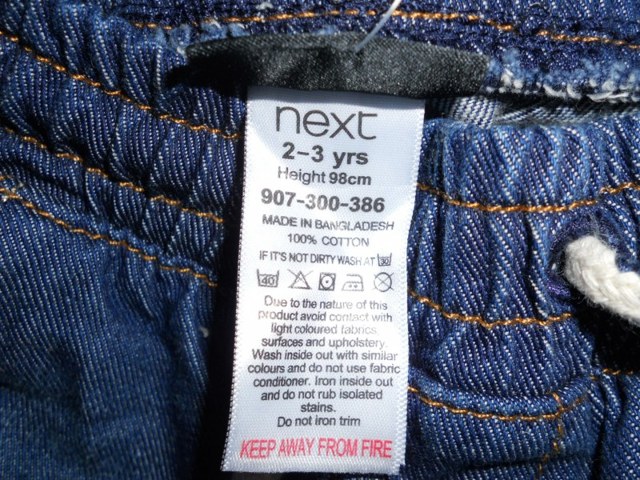 next
2-3 yrs
Height 98cm
907-300-386
MADE IN BANGLADESH
100% COTTON
IF IT'S NOT DIRTY WASH AT 30
40
Due to the nature of this
product avoid contact with
light coloured fabrics,
surfaces and upholstery.
Wash inside out with similar
colours and do not use fabric
conditioner. Iron inside out
and do not rub isolated
stains.
Do not iron trim
KEEP AWAY FROM FIRE